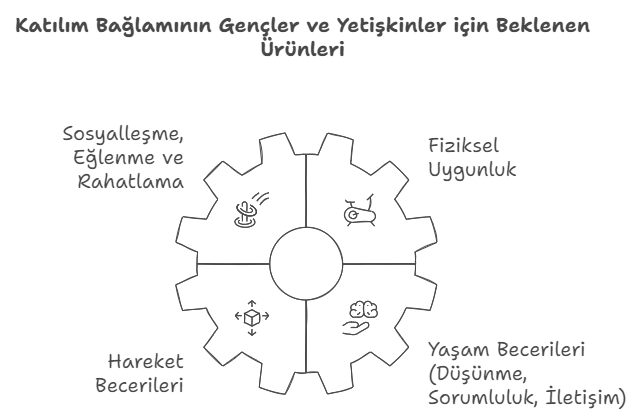 Katılım Bağlamının Gençler ve Yetişkinler için Beklenen
Ürünleri
Sosyalleşme,
Eğlenme ve
Rahatlama
Fiziksel
Uygunluk
Hareket
Becerileri
Yaşam Becerileri
(Düşünme,
Sorumluluk, İletişim)